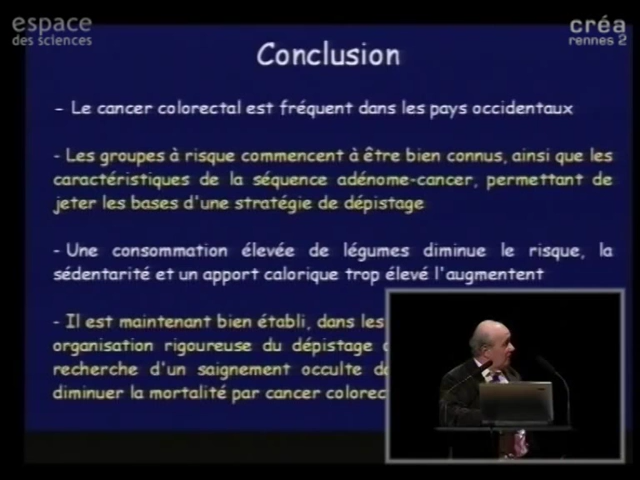 espace
des sciences
créa
rennes 2
Conclusion
- Le cancer colorectal est fréquent dans les pays occidentaux
- Les groupes à risque commencent à être bien connus, ainsi que les
caractéristiques de la séquence adénome-cancer, permettant de
jeter les bases d'une stratégie de dépistage
- Une consommation élevée de légumes diminue le risque, la
sédentarité et un apport calorique trop élevé l'augmentent
- Il est maintenant bien établi, dans les
organisation rigoureuse du dépistage
recherche d'un saignement occulte
diminuer la mortalité par cancer colorec